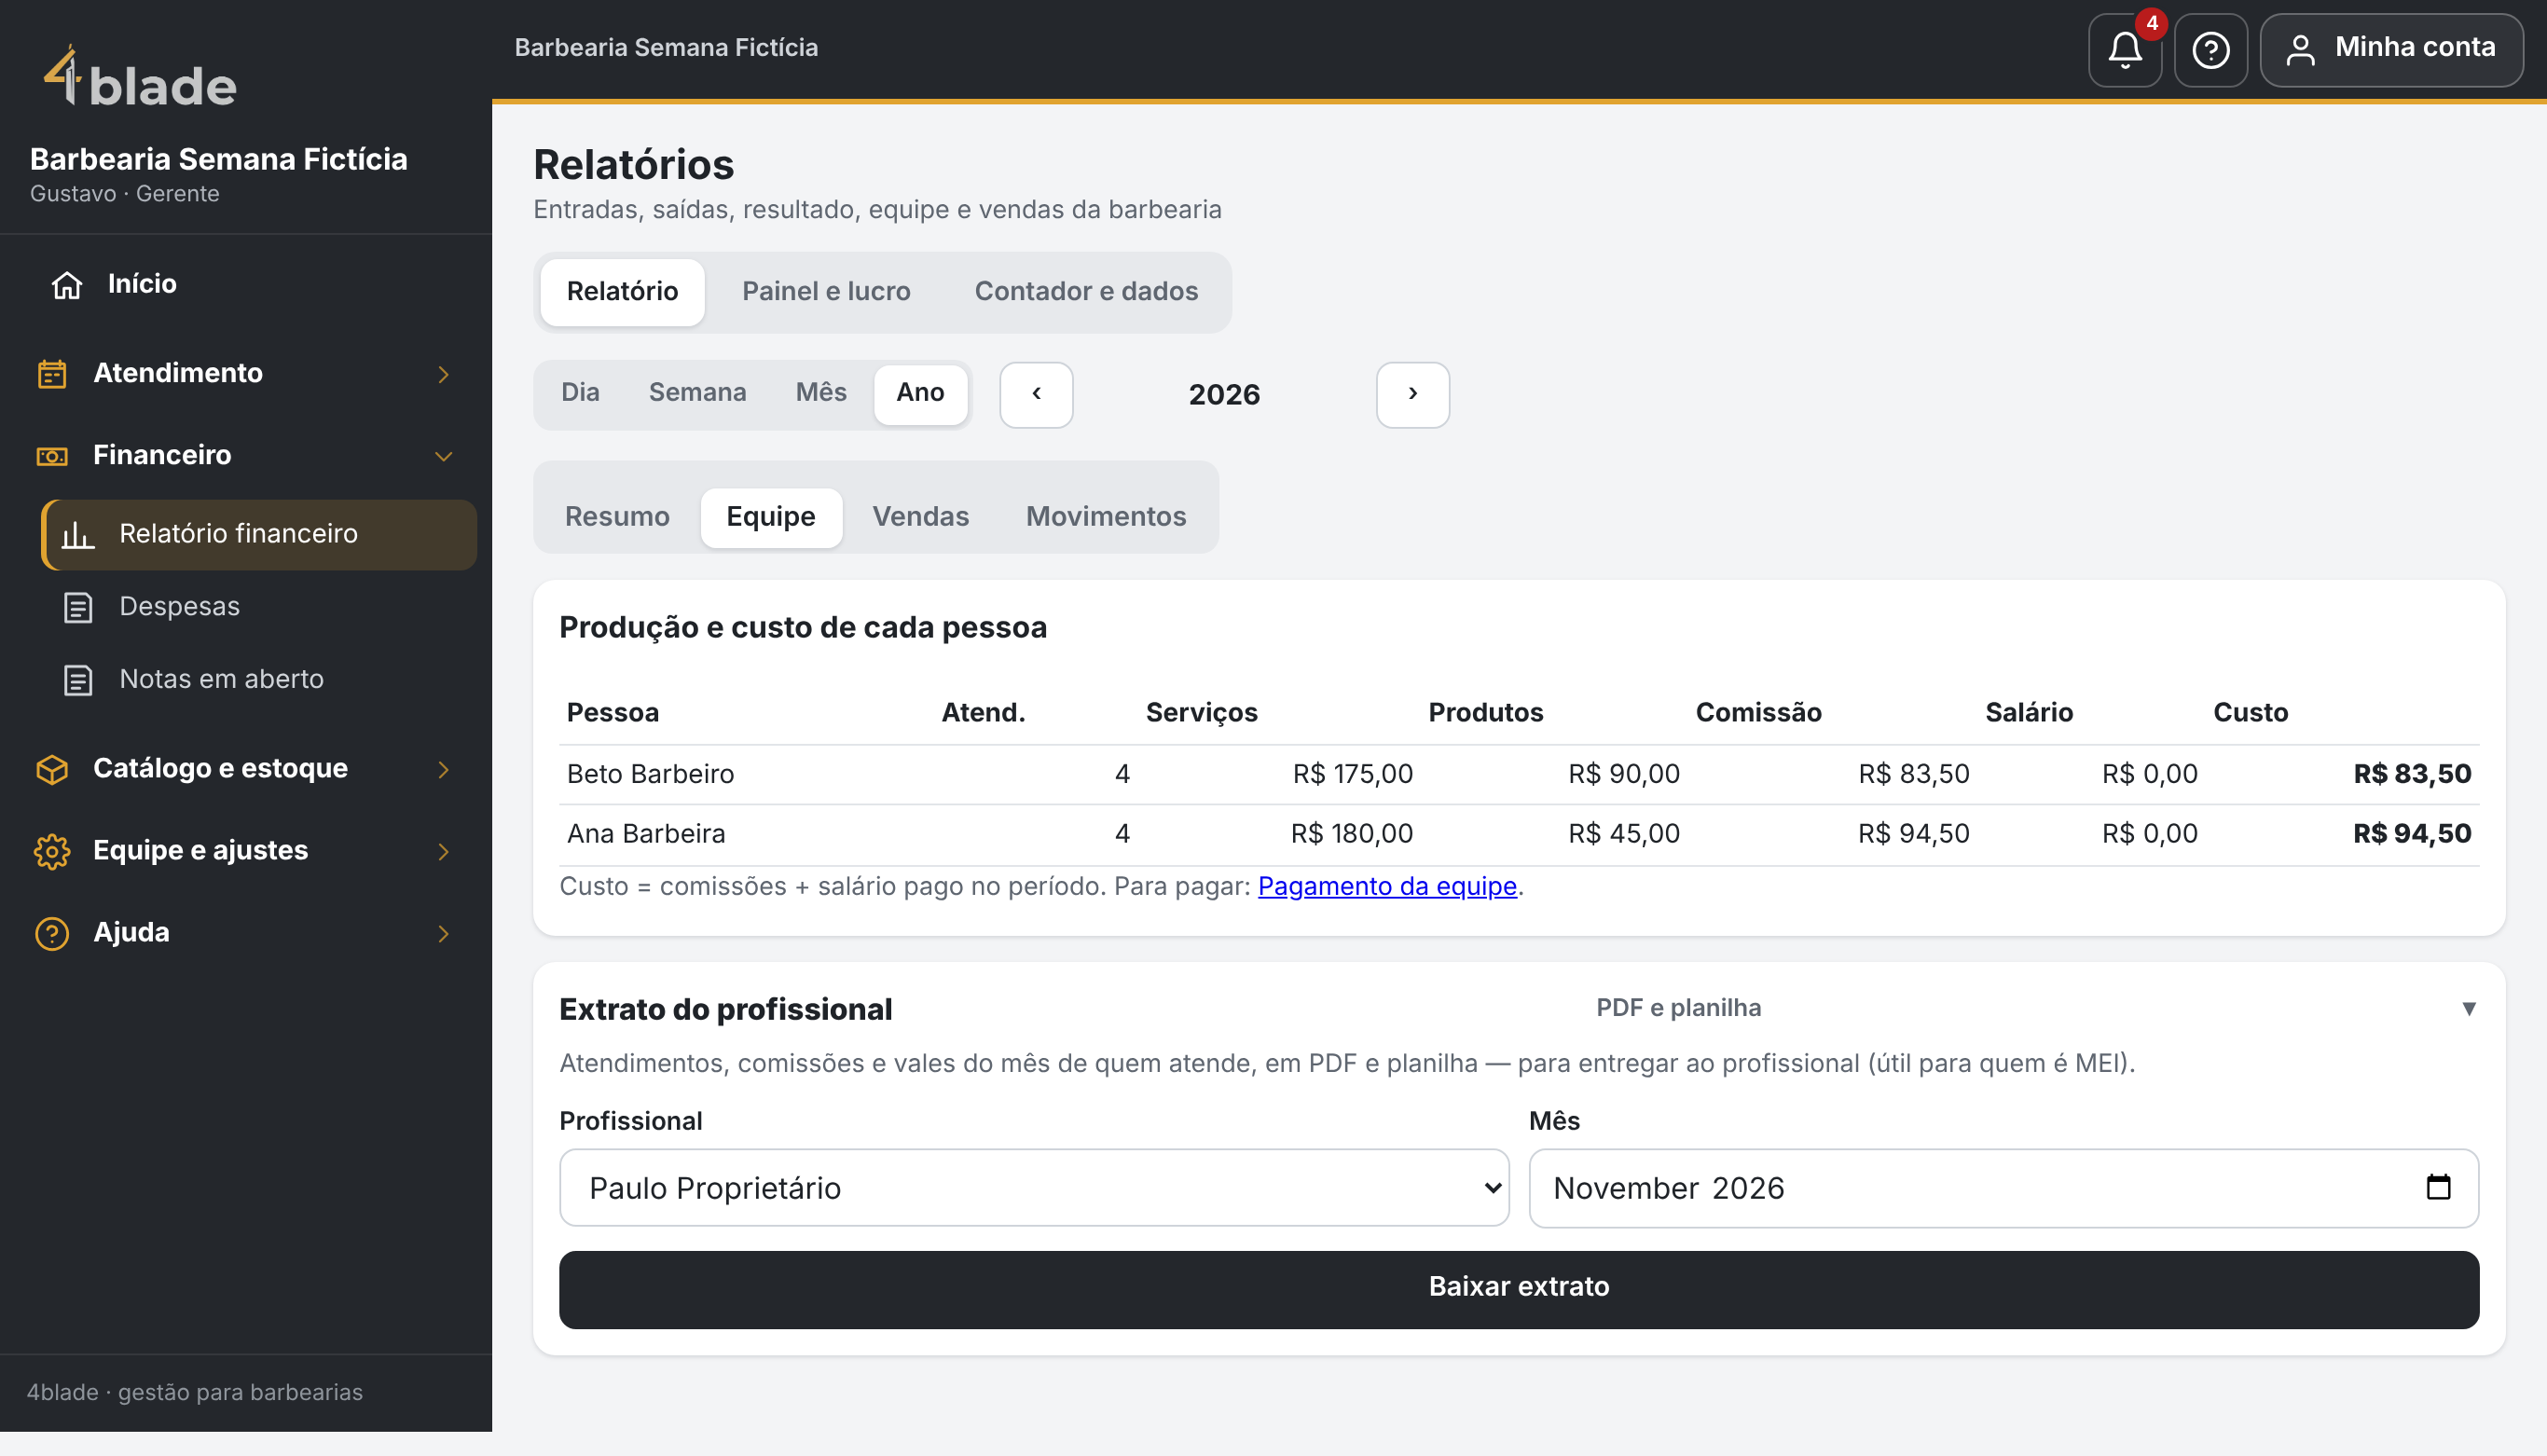 4blade
Barbearia Semana Fictícia
Gustavo · Gerente
Início
Atendimento
Financeiro
Relatório financeiro
Despesas
Notas em aberto
Catálogo e estoque
Equipe e ajustes
Ajuda
4blade · gestão para barbearias
Barbearia Semana Fictícia
4
Minha conta
Relatórios
Entradas, saídas, resultado, equipe e vendas da barbearia
Relatório Painel e lucro Contador e dados
Dia Semana Mês Ano ‹ 2026 ›
Resumo Equipe Vendas Movimentos
Produção e custo de cada pessoa
Pessoa Atend. Serviços Produtos Comissão Salário Custo
Beto Barbeiro 4 R$ 175,00 R$ 90,00 R$ 83,50 R$ 0,00 R$ 83,50
Ana Barbeira 4 R$ 180,00 R$ 45,00 R$ 94,50 R$ 0,00 R$ 94,50
Custo = comissões + salário pago no período. Para pagar: Pagamento da equipe.
Extrato do profissional PDF e planilha ▼
Atendimentos, comissões e vales do mês de quem atende, em PDF e planilha — para entregar ao profissional (útil para quem é MEI).
Profissional Mês
Paulo Proprietário November 2026
Baixar extrato